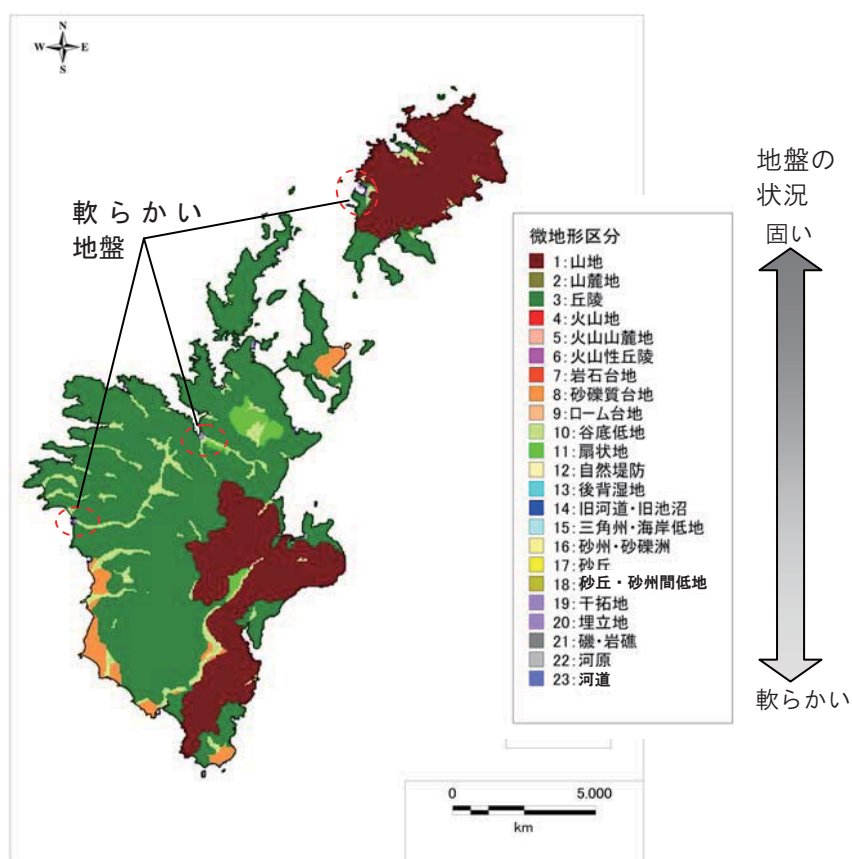 N
W E
S
軟らかい
地盤
地盤の
状況
固い
微地形区分
1:山地
2:山麓地
3:丘陵
4:火山地
5:火山山麓地
6:火山性丘陵
7:岩石台地
8:砂礫質台地
9:ローム台地
10:谷底低地
11:扇状地
12:自然堤防
13:後背湿地
14:旧河道・旧池沼
15:三角州・海岸低地
16:砂州・砂礫洲
17:砂丘
18:砂丘・砂州間低地
19:干拓地
20:埋立地
21:磯・岩礁
22:河原
23:河道
軟らかい
0 5.000
km